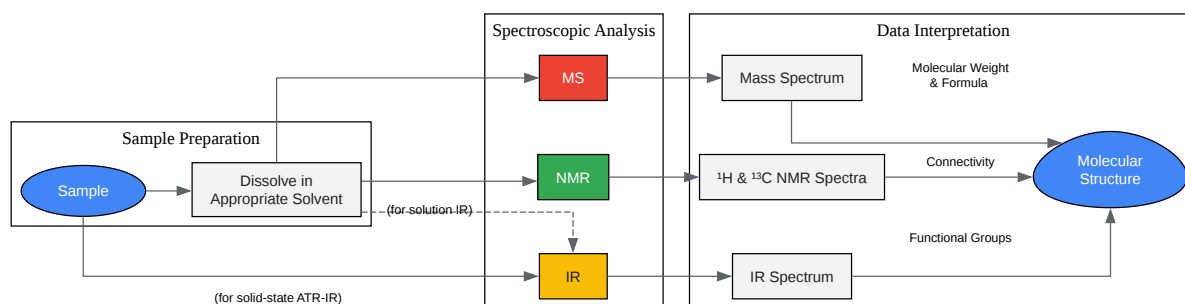 Spectroscopic Analysis
Data Interpretation
MS
Mass Spectrum
Molecular Weight
& Formula
Sample Preparation
Sample
Dissolve in
Appropriate Solvent
NMR
¹H & ¹³C NMR Spectra
Connectivity
Molecular
Structure
(for solution IR)
Functional Groups
IR
IR Spectrum
(for solid-state ATR-IR)